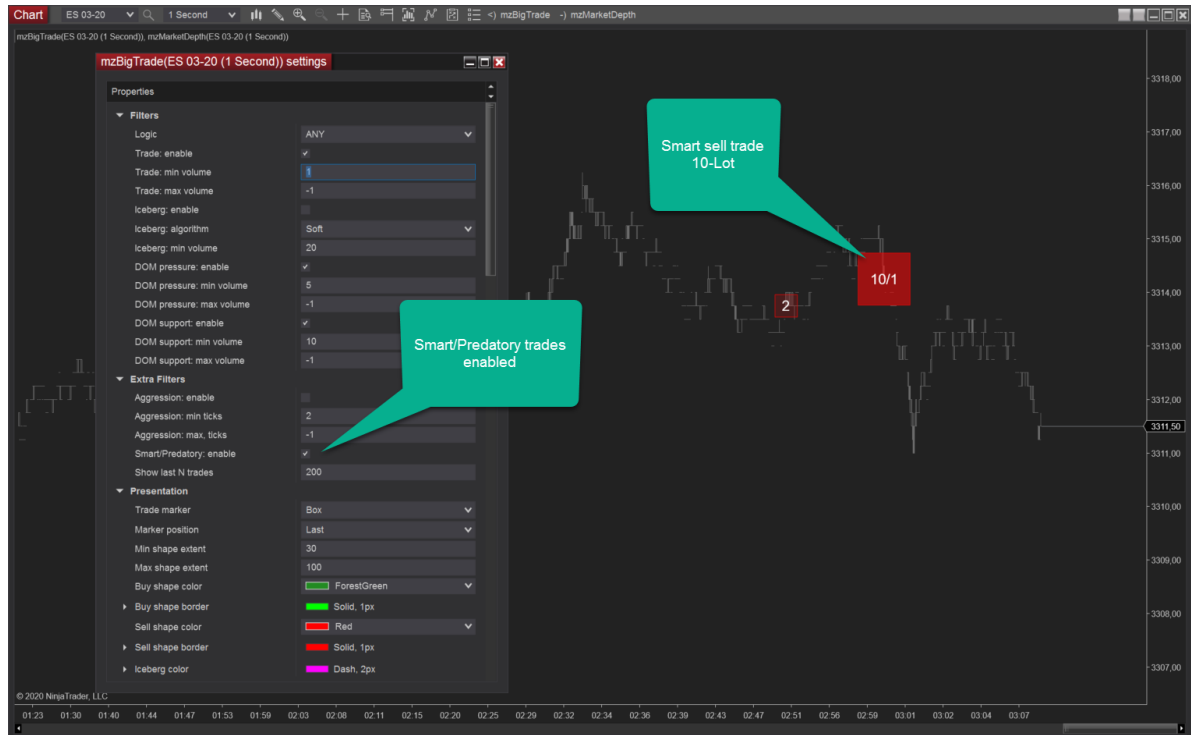 Chart ES 03-20 1 Second <) mzBigTrade -) mzMarketDepth
mzBigTrade(ES 03-20 (1 Second)), mzMarketDepth(ES 03-20 (1 Second))
mzBigTrade(ES 03-20 (1 Second)) settings
Properties
Filters
Logic ANY
Trade: enable
Trade: min volume 1
Trade: max volume -1
Iceberg: enable
Iceberg: algorithm Soft
Iceberg: min volume 20
DOM pressure: enable
DOM pressure: min volume 5
DOM pressure: max volume -1
DOM support: enable
DOM support: min volume 10
DOM support: max volume -1
Extra Filters
Aggression: enable
Aggression: min ticks 2
Aggression: max, ticks -1
Smart/Predatory: enable
Show last N trades 200
Presentation
Trade marker Box
Marker position Last
Min shape extent 30
Max shape extent 100
Buy shape color ForestGreen
Buy shape border Solid, 1px
Sell shape color Red
Sell shape border Solid, 1px
Iceberg color Dash, 2px
Smart/Predatory trades
enabled
Smart sell trade
10-Lot
2
10/1
3318,00
3317,00
3316,00
3315,00
3314,00
3313,00
3312,00
3311,50
3311,00
3310,00
3309,00
3308,00
3307,00
© 2020 NinjaTrader, LLC
01:23 01:30 01:40 01:44 01:47 01:53 01:59 02:03 02:08 02:11 02:15 02:20 02:25 02:29 02:32 02:34 02:36 02:39 02:43 02:47 02:51 02:56 02:59 03:01 03:02 03:04 03:07